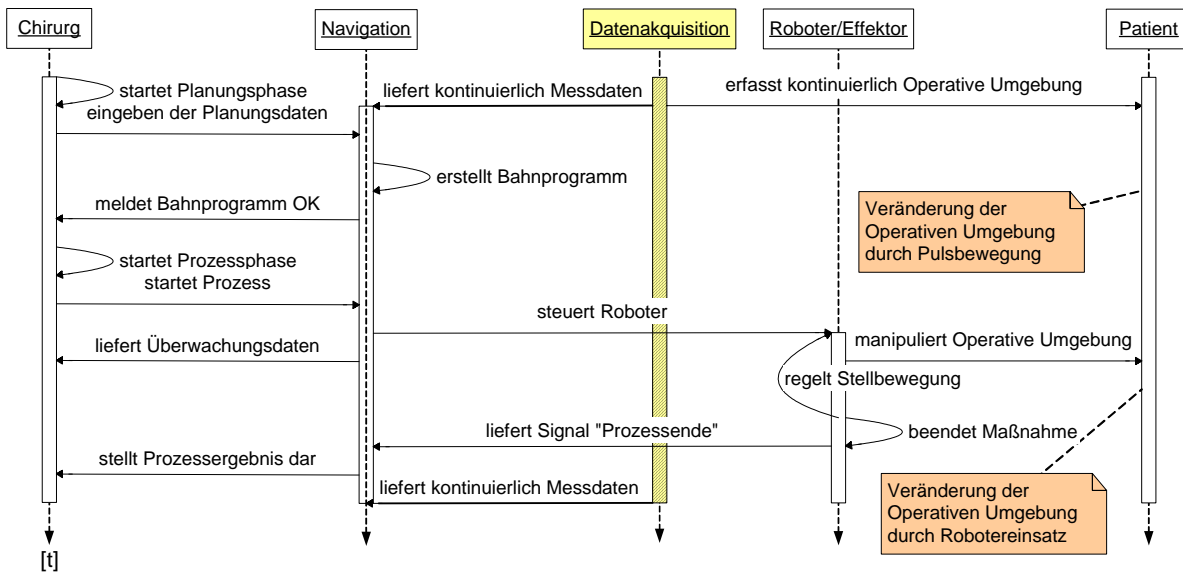 Chirurg
Navigation
Datenakquisition
Roboter/Effektor
Patient
startet Planungsphase
eingeben der Planungsdaten
liefert kontinuierlich Messdaten
erfasst kontinuierlich Operative Umgebung
erstellt Bahnprogramm
meldet Bahnprogramm OK
Veränderung der
Operativen Umgebung
durch Pulsbewegung
startet Prozessphase
startet Prozess
steuert Roboter
liefert Überwachungsdaten
manipuliert Operative Umgebung
regelt Stellbewegung
liefert Signal "Prozessende"
beendet Maßnahme
stellt Prozessergebnis dar
liefert kontinuierlich Messdaten
Veränderung der
Operativen Umgebung
durch Robotereinsatz
[t]